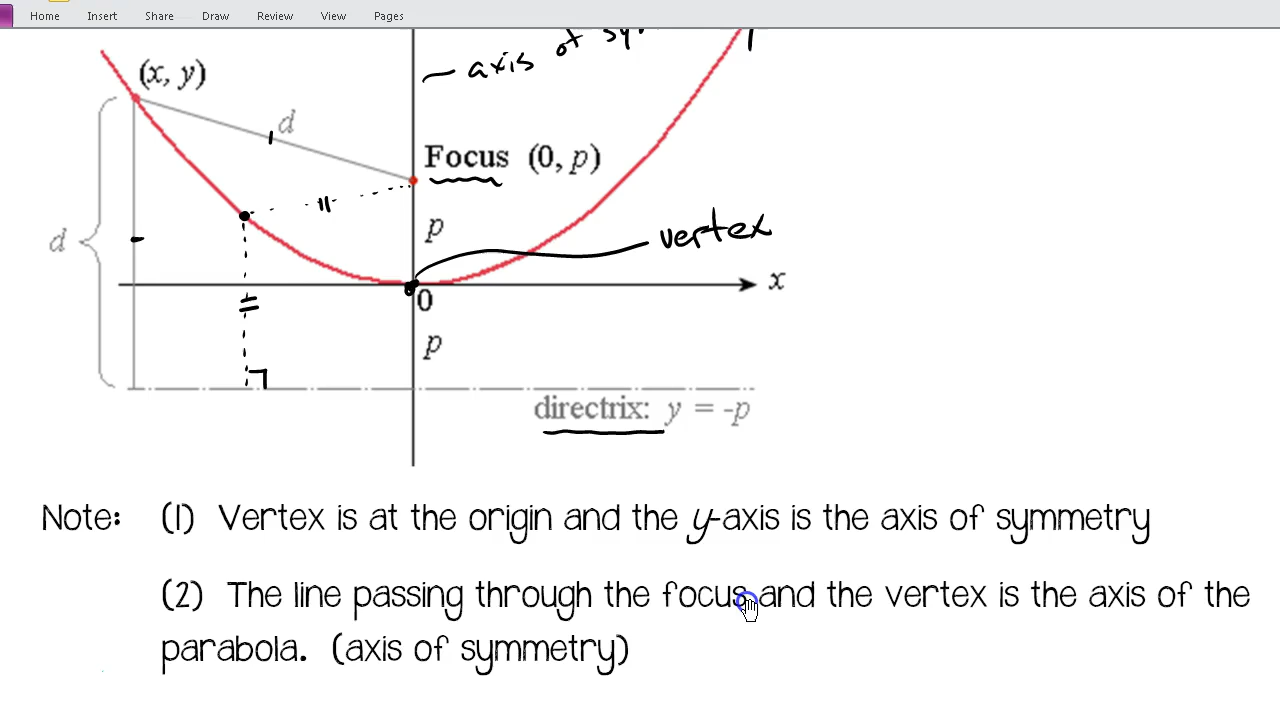 Home Insert Share Draw Review View Pages
axis of
(x, y)
d
Focus (0, p)
d
p
vertex
x
0
p
directrix: y = -p
Note: (1) Vertex is at the origin and the y-axis is the axis of symmetry
(2) The line passing through the focus and the vertex is the axis of the
parabola. (axis of symmetry)